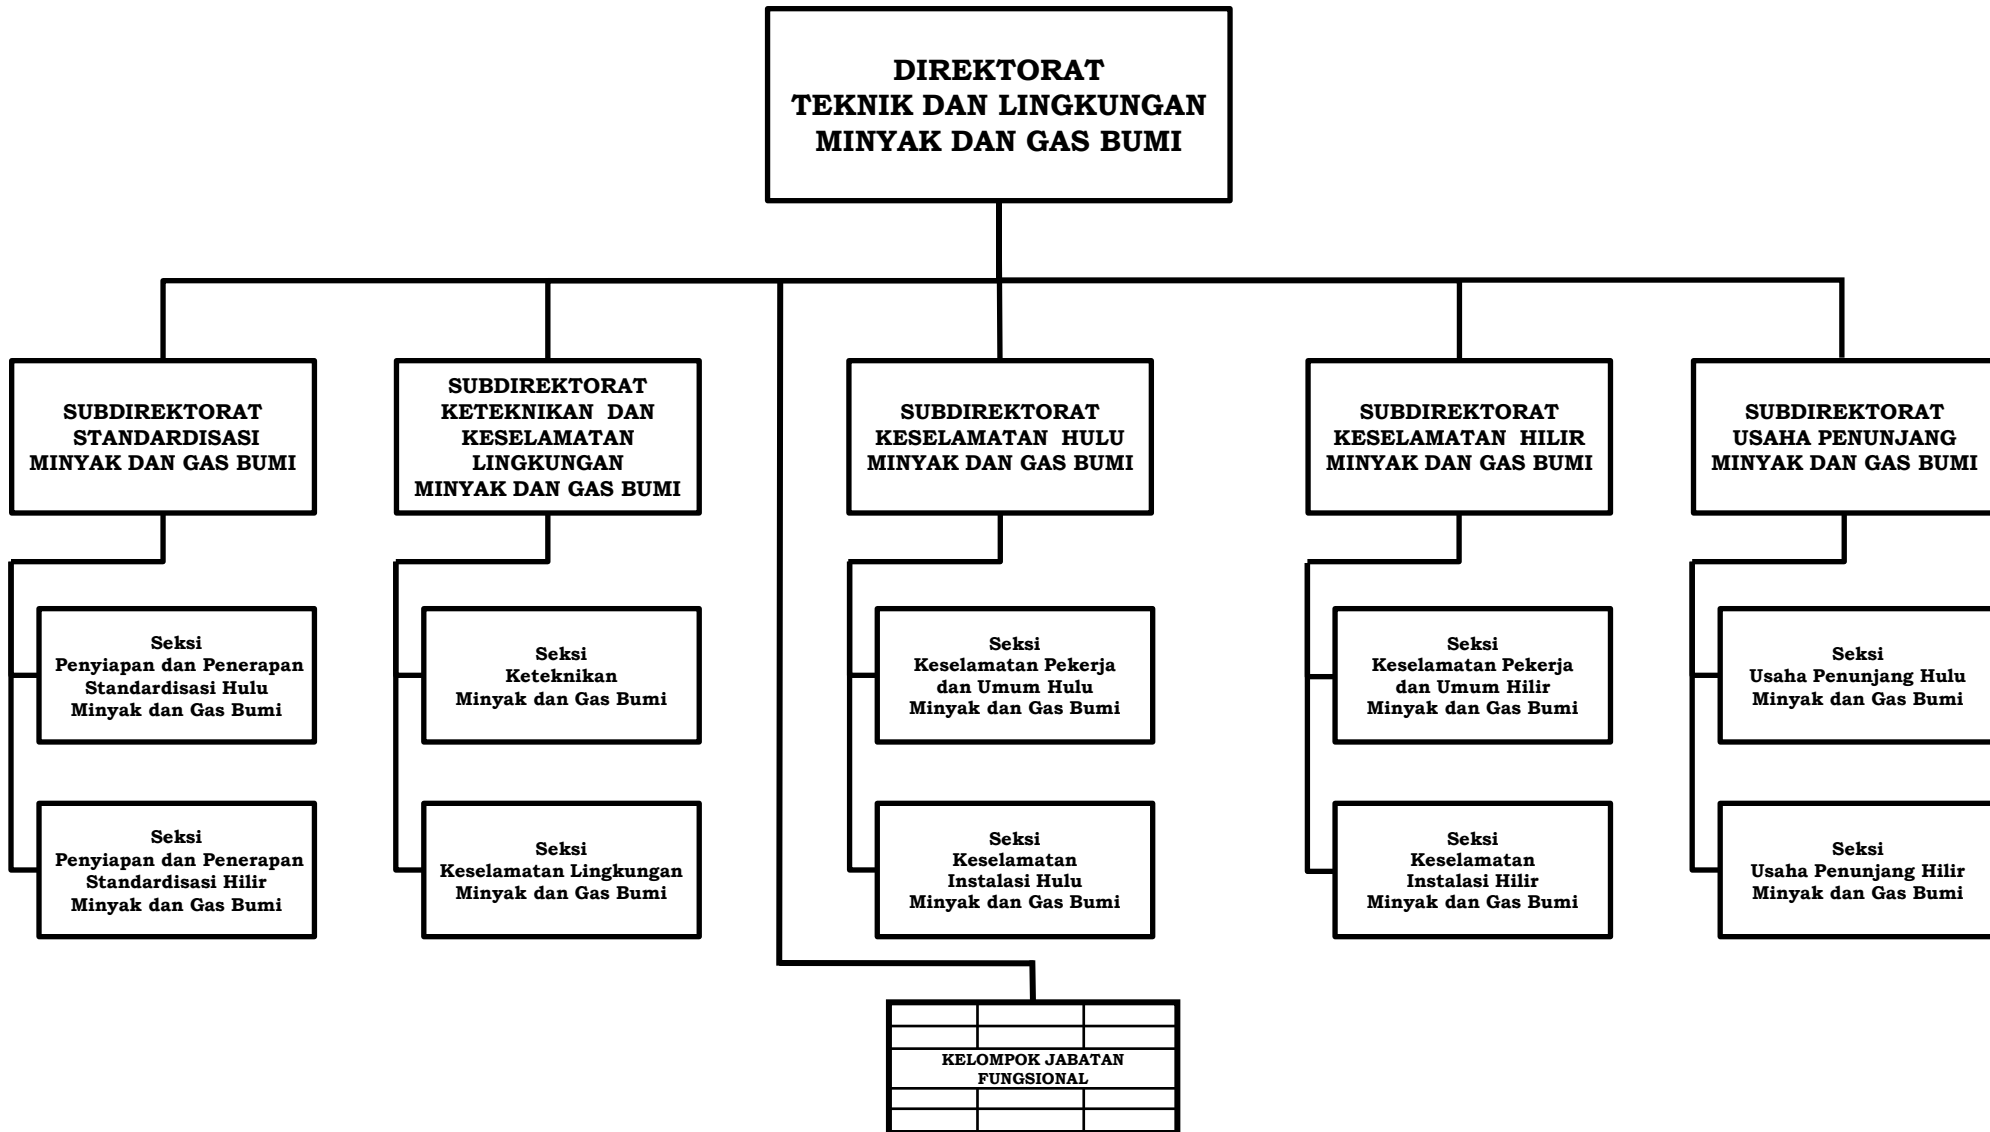 DIREKTORAT
TEKNIK DAN LINGKUNGAN
MINYAK DAN GAS BUMI
SUBDIREKTORAT
STANDARDISASI
MINYAK DAN GAS BUMI
SUBDIREKTORAT
KETEKNIKAN DAN
KESELAMATAN
LINGKUNGAN
MINYAK DAN GAS BUMI
SUBDIREKTORAT
KESELAMATAN HULU
MINYAK DAN GAS BUMI
SUBDIREKTORAT
KESELAMATAN HILIR
MINYAK DAN GAS BUMI
SUBDIREKTORAT
USAHA PENUNJANG
MINYAK DAN GAS BUMI
Seksi
Penyiapan dan Penerapan
Standardisasi Hulu
Minyak dan Gas Bumi
Seksi
Keteknikan
Minyak dan Gas Bumi
Seksi
Keselamatan Pekerja
dan Umum Hulu
Minyak dan Gas Bumi
Seksi
Keselamatan Pekerja
dan Umum Hilir
Minyak dan Gas Bumi
Seksi
Usaha Penunjang Hulu
Minyak dan Gas Bumi
Seksi
Penyiapan dan Penerapan
Standardisasi Hilir
Minyak dan Gas Bumi
Seksi
Keselamatan Lingkungan
Minyak dan Gas Bumi
Seksi
Keselamatan
Instalasi Hulu
Minyak dan Gas Bumi
Seksi
Keselamatan
Instalasi Hilir
Minyak dan Gas Bumi
Seksi
Usaha Penunjang Hilir
Minyak dan Gas Bumi
KELOMPOK JABATAN
FUNGSIONAL